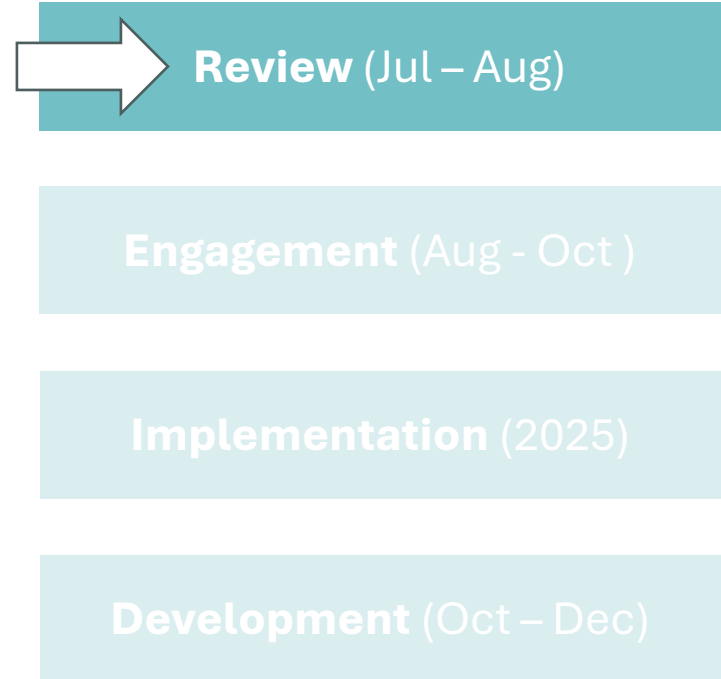 Review (Jul – Aug)
Engagement (Aug - Oct )
Implementation (2025)
Development (Oct – Dec)